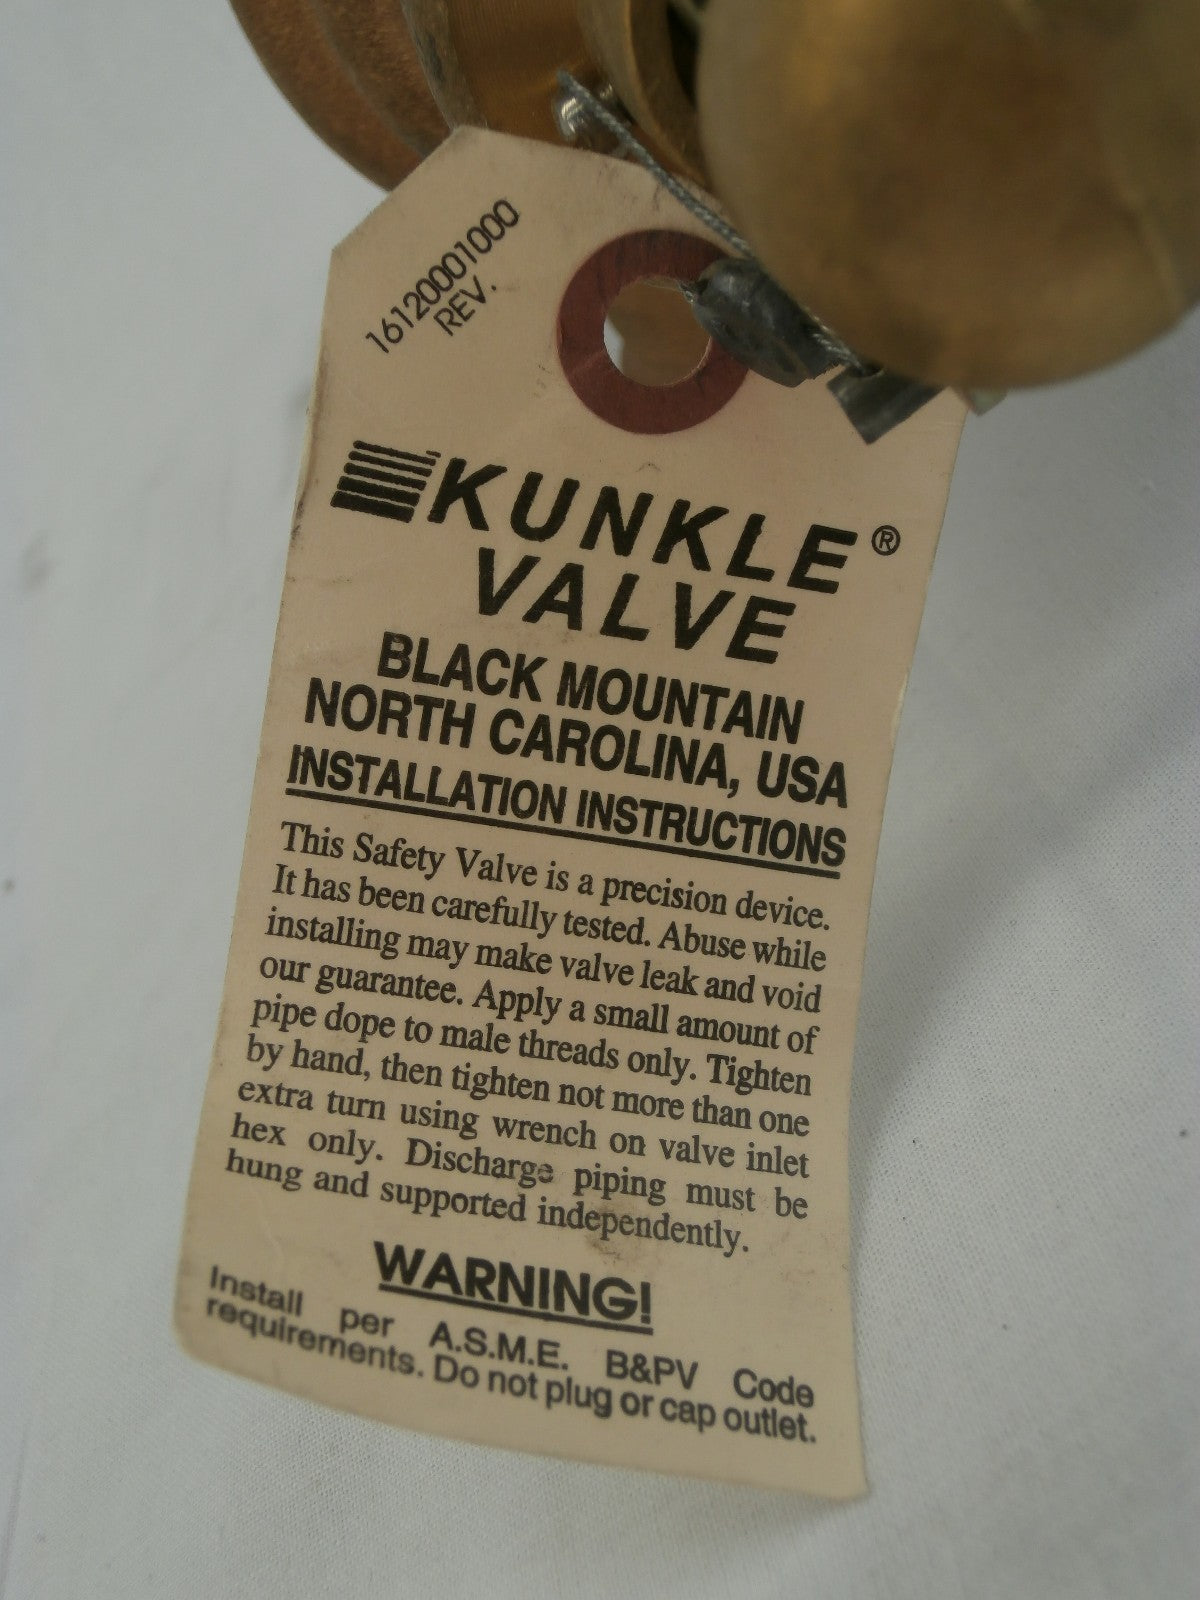 16120001000
REV.
KUNKLE®
VALVE
BLACK MOUNTAIN
NORTH CAROLINA, USA
INSTALLATION INSTRUCTIONS
This Safety Valve is a precision device.
It has been carefully tested. Abuse while
installing may make valve leak and void
our guarantee. Apply a small amount of
pipe dope to male threads only. Tighten
by hand, then tighten not more than one
extra turn using wrench on valve inlet
hex only. Discharge piping must be
hung and supported independently.
WARNING!
Install per A.S.M.E. B&PV Code
requirements. Do not plug or cap outlet.